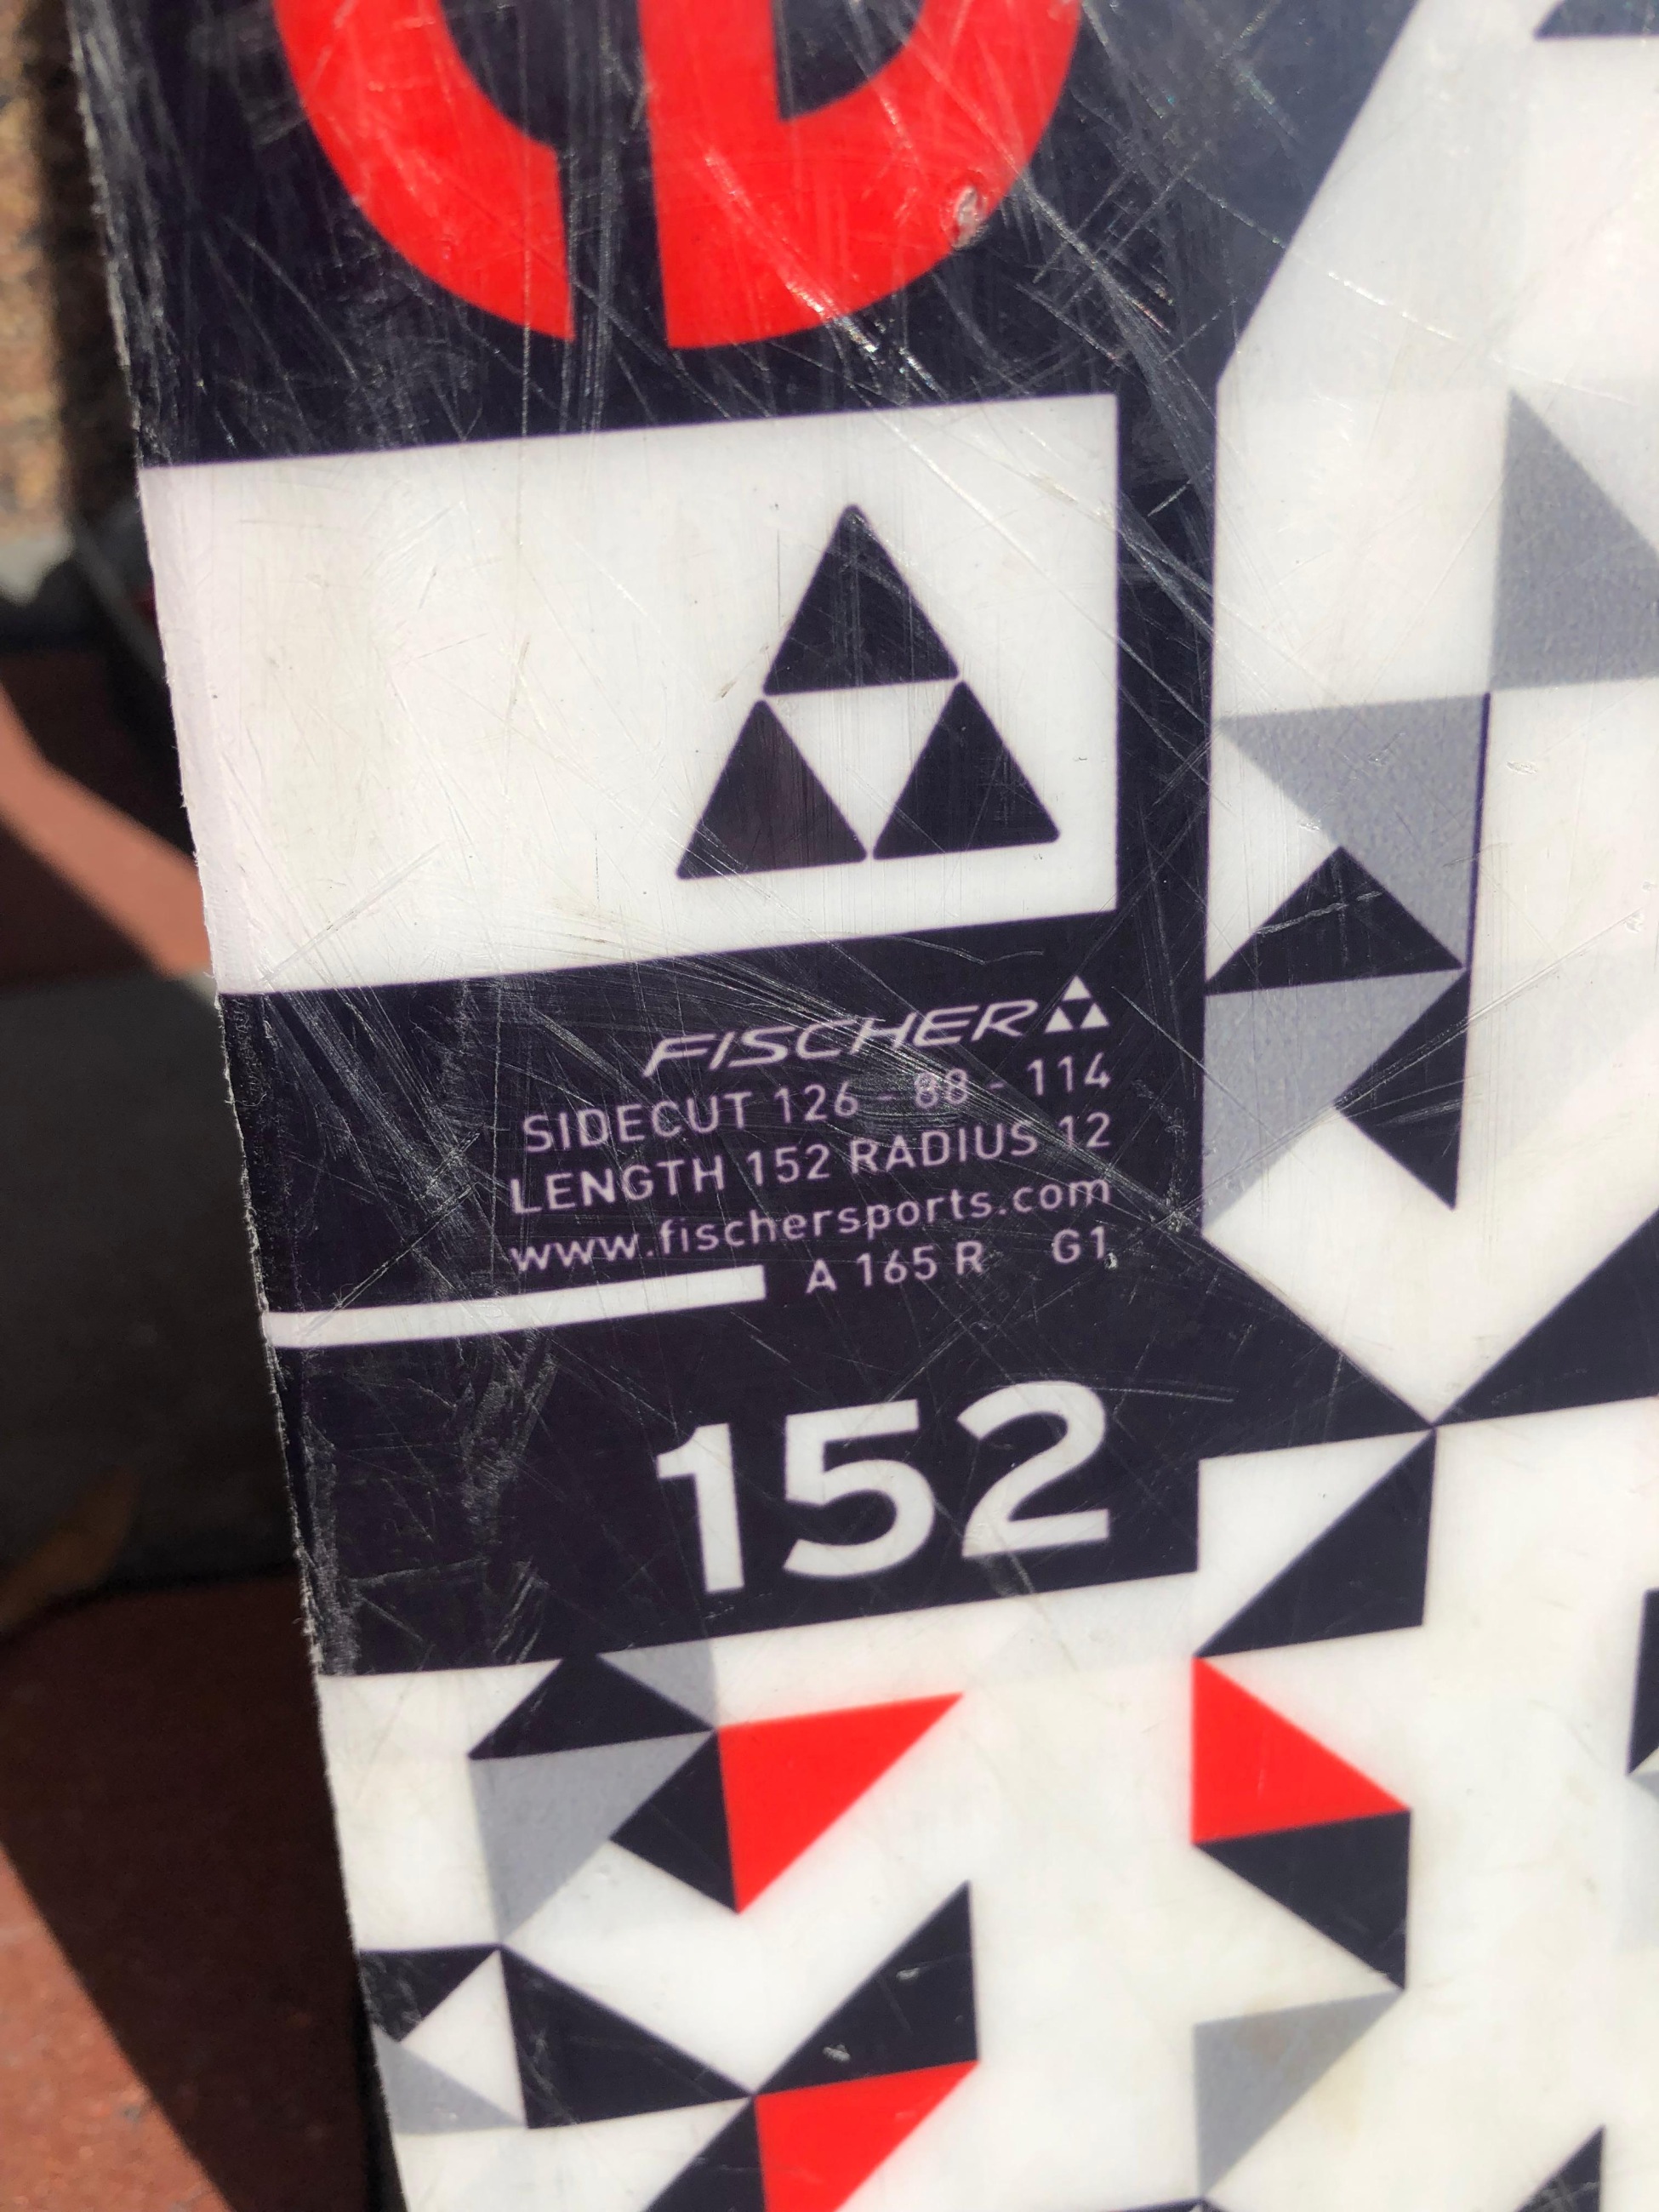 FISCHER
SIDECUT 126 - 88 - 114
LENGTH 152 RADIUS 12
www.fischersports.com
A 165 R G1
152